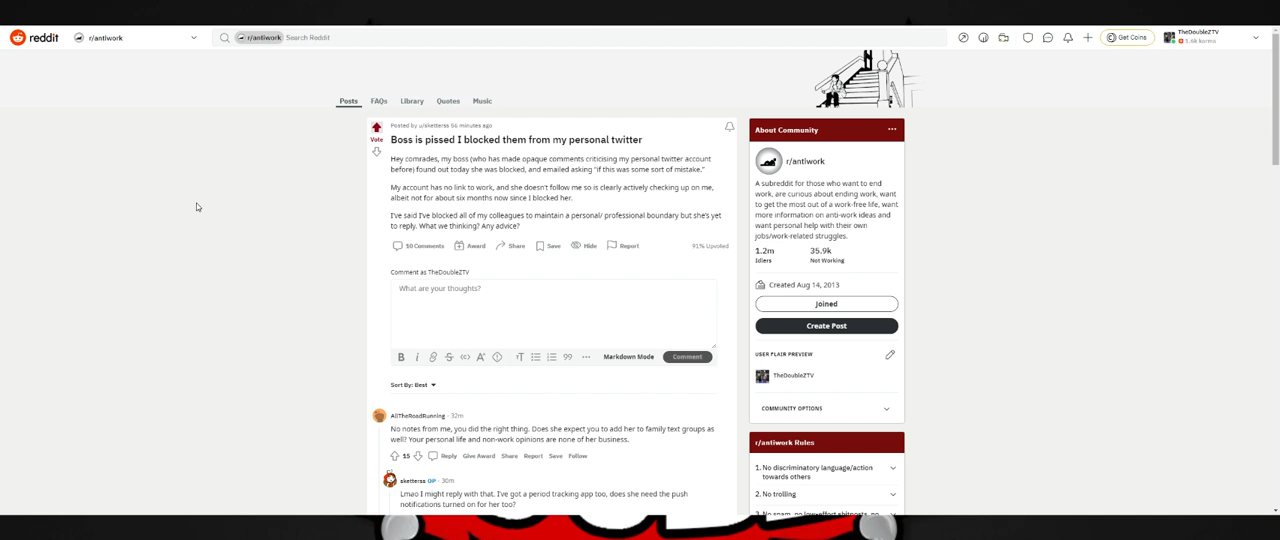 reddit
r/antiwork
r/antiwork Search Reddit
Get Coins
TheDoubleZTV
5.6k karma
Posts FAQs Library Quotes Music
Posted by u/sketterss 56 minutes ago
Vote
Boss is pissed I blocked them from my personal twitter
Hey comrades, my boss (who has made opaque comments criticising my personal twitter account
before) found out today she was blocked, and emailed asking "if this was some sort of mistake."
My account has no link to work, and she doesn't follow me so is clearly actively checking up on me,
albeit not for about six months now since I blocked her.
I've said I've blocked all of my colleagues to maintain a personal/ professional boundary but she's yet
to reply. What we thinking? Any advice?
50 Comments Award Share Save Hide Report 91% Upvoted
Comment as TheDoubleZTV
What are your thoughts?
Markdown Mode Comment
Sort By: Best
AllTheRoadRunning · 32m
No notes from me, you did the right thing. Does she expect you to add her to family text groups as
well? Your personal life and non-work opinions are none of her business.
15 Reply Give Award Share Report Save Follow
sketterss OP · 30m
Lmao I might reply with that. I've got a period tracking app too, does she need the push
notifications turned on for her too?
About Community
r/antiwork
A subreddit for those who want to end
work, are curious about ending work, want
to get the most out of a work-free life, want
more information on anti-work ideas and
want personal help with their own
jobs/work-related struggles.
1.2m 35.9k
Idlers Not Working
Created Aug 14, 2013
Joined
Create Post
USER FLAIR PREVIEW
TheDoubleZTV
COMMUNITY OPTIONS
r/antiwork Rules
1. No discriminatory language/action
towards others
2. No trolling
3. No spam, no low-effort shitposts, no